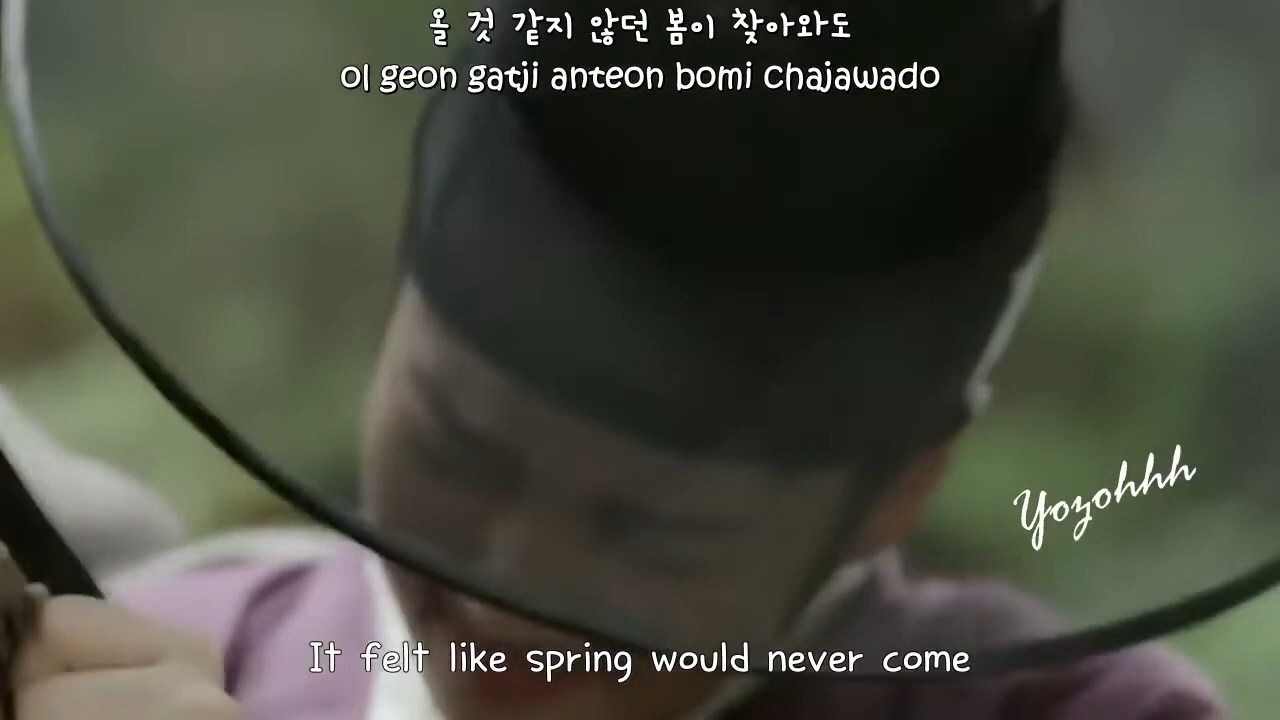 올 것 같지 않던 봄이 찾아와도
ol geon gatji anteon bomi chajawado
Yozohhh
It felt like spring would never come